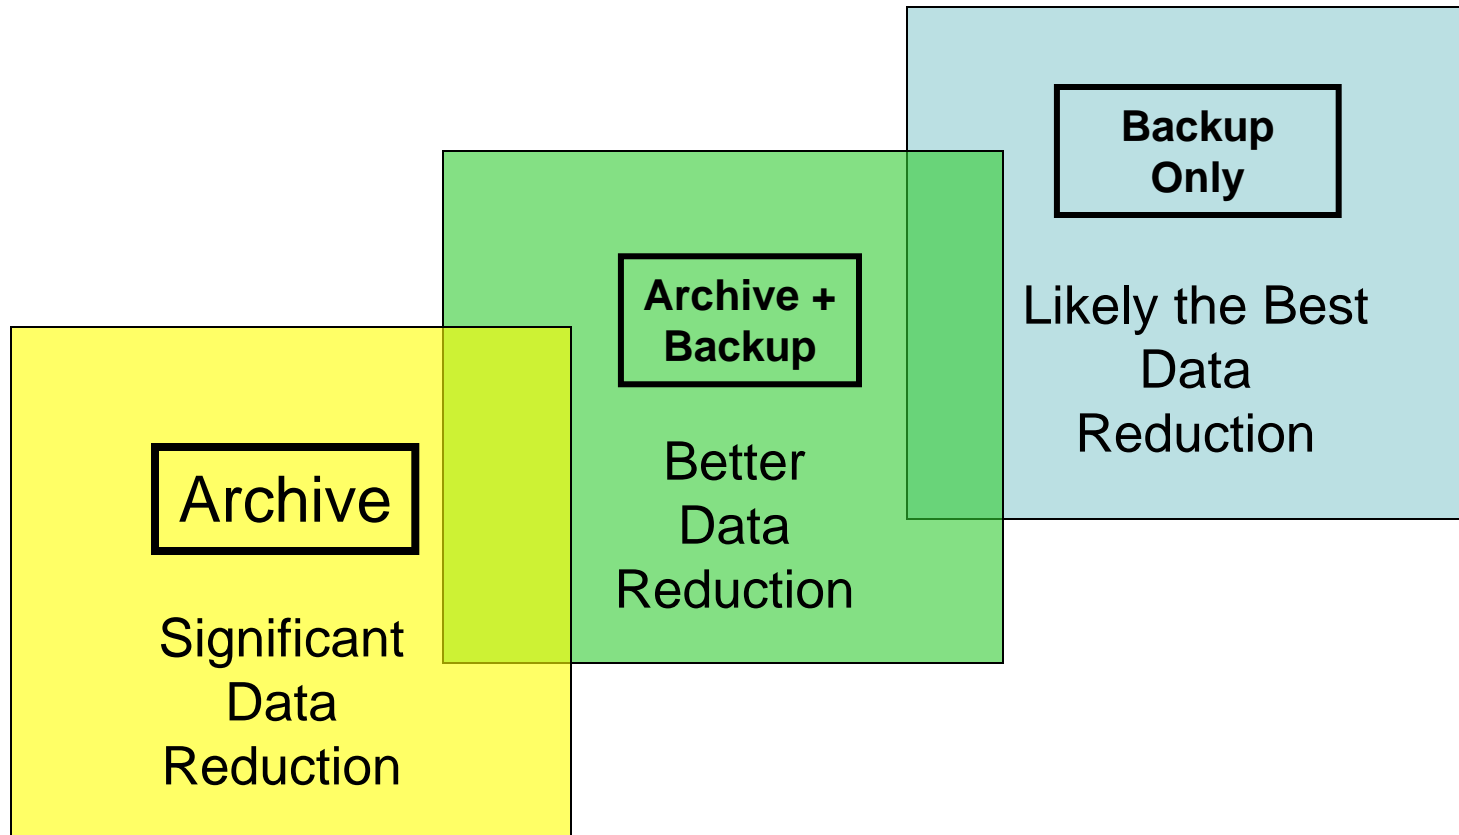 Archive
Significant
Data
Reduction
Archive +
Backup
Better
Data
Reduction
Backup
Only
Likely the Best
Data
Reduction